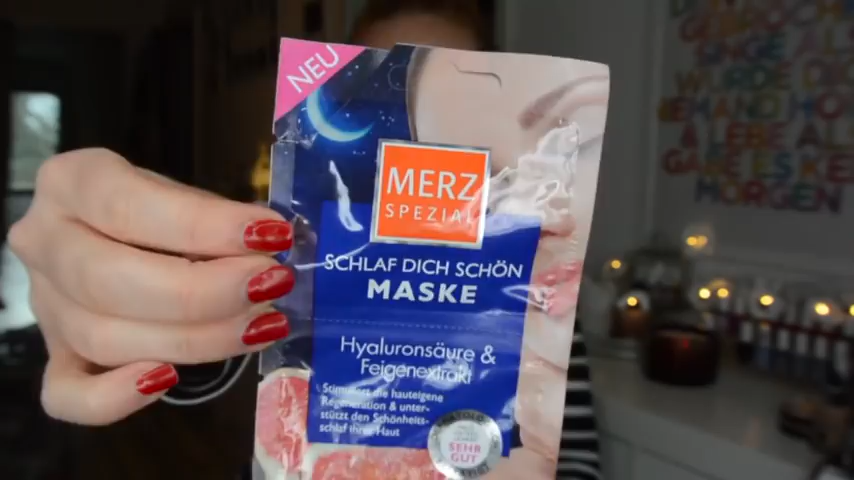 NEU
MERZ
SPEZIAL
SCHLAF DICH SCHÖN
MASKE
Hyaluronsäure &
Feigenextrakt
Stimuliert die hauteigene
Regeneration & unter-
stützt den Schönheits-
schlaf Ihrer Haut
SEHR
GUT
MORGEN